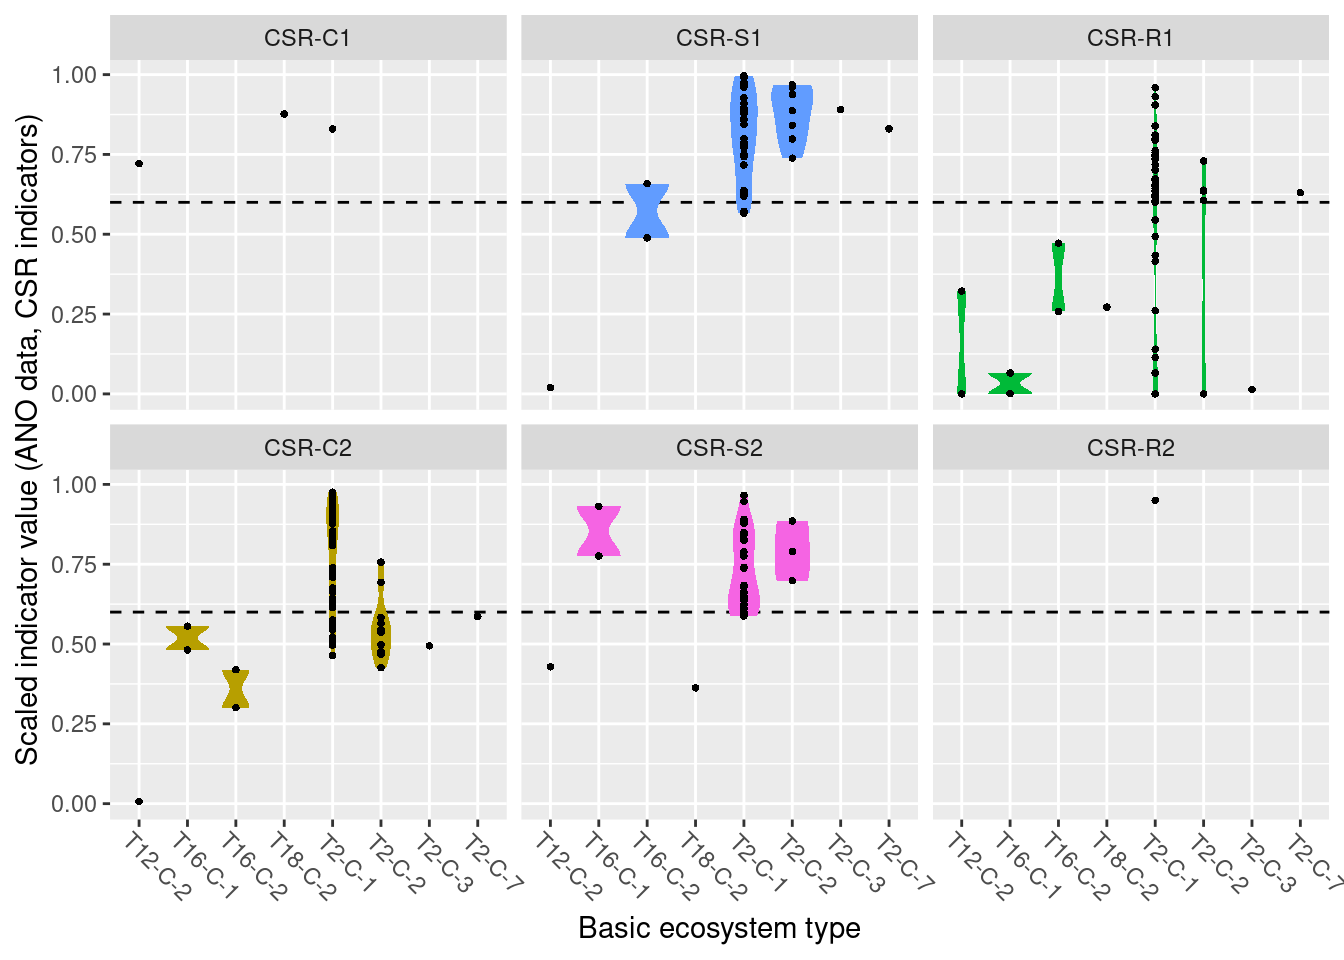 CSR-C1 CSR-S1 CSR-R1
1.00
0.75
0.50
0.25
0.00
CSR-C2 CSR-S2 CSR-R2
1.00
0.75
0.50
0.25
0.00
Scaled indicator value (ANO data, CSR indicators)
T12-C-2 T16-C-1 T16-C-2 T18-C-2 T2-C-1 T2-C-2 T2-C-3 T2-C-7 T12-C-2 T16-C-1 T16-C-2 T18-C-2 T2-C-1 T2-C-2 T2-C-3 T2-C-7 T12-C-2 T16-C-1 T16-C-2 T18-C-2 T2-C-1 T2-C-2 T2-C-3 T2-C-7
Basic ecosystem type